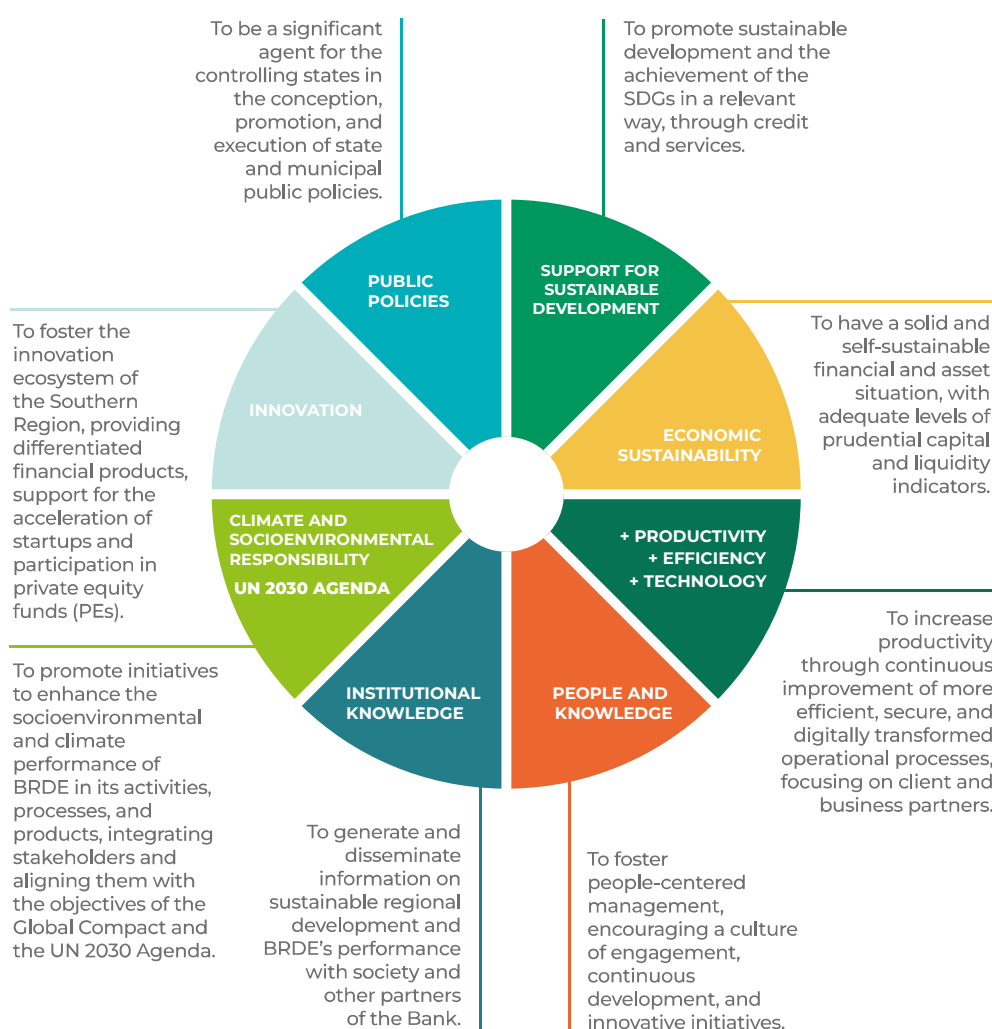 To be a significant
agent for the
controlling states in
the conception,
promotion, and
execution of state
and municipal
public policies.
To promote sustainable
development and the
achievement of the
SDGs in a relevant
way, through credit
and services.
PUBLIC
POLICIES
SUPPORT FOR
SUSTAINABLE
DEVELOPMENT
To foster the
innovation
ecosystem of
the Southern
Region, providing
differentiated
financial products,
support for the
acceleration of
startups and
participation in
private equity
funds (PEs).
INNOVATION
ECONOMIC
SUSTAINABILITY
To have a solid and
self-sustainable
financial and asset
situation, with
adequate levels of
prudential capital
and liquidity
indicators.
CLIMATE AND
SOCIOENVIRONMENTAL
RESPONSIBILITY
UN 2030 AGENDA
+ PRODUCTIVITY
+ EFFICIENCY
+ TECHNOLOGY
To increase
productivity
through continuous
improvement of more
efficient, secure, and
digitally transformed
operational processes,
focusing on client and
business partners.
To promote initiatives
to enhance the
socioenvironmental
and climate
performance of
BRDE in its activities,
processes, and
products, integrating
stakeholders and
aligning them with
the objectives of the
Global Compact and
the UN 2030 Agenda.
INSTITUTIONAL
KNOWLEDGE
PEOPLE AND
KNOWLEDGE
To generate and
disseminate
information on
sustainable regional
development and
BRDE's performance
with society and
other partners
of the Bank.
To foster
people-centered
management,
encouraging a culture
of engagement,
continuous
development, and
innovative initiatives.